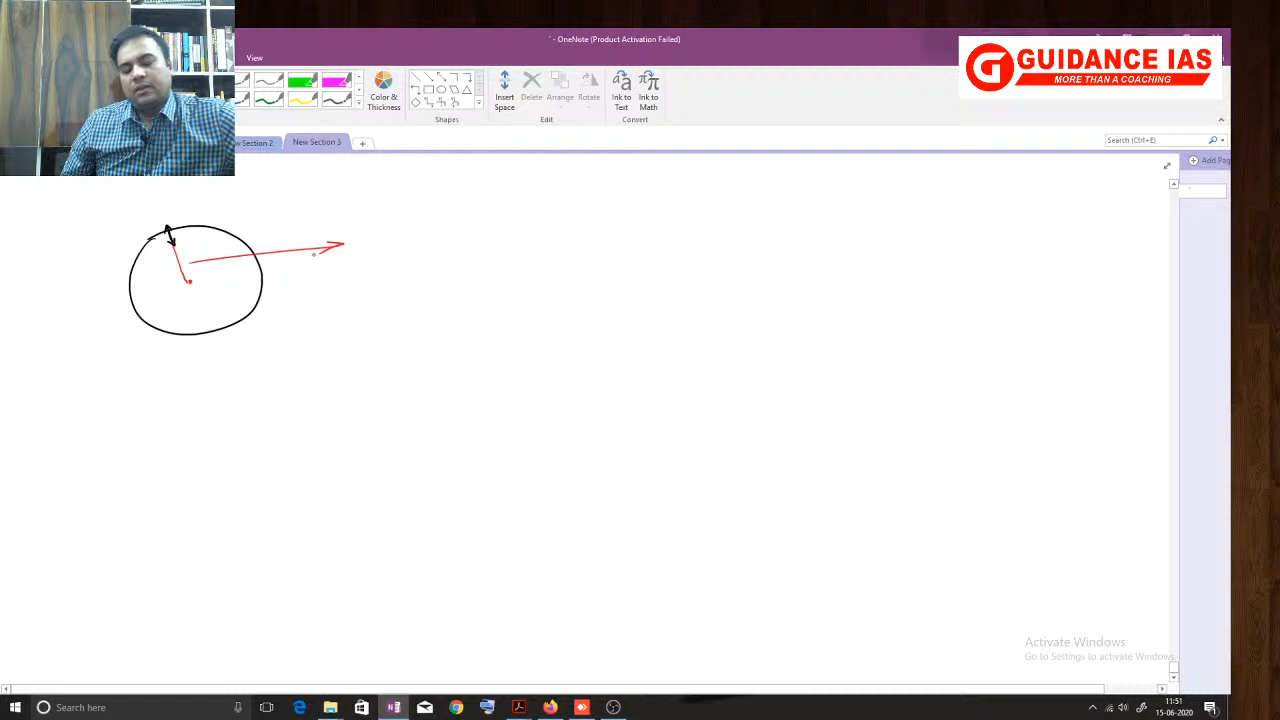 - OneNote (Product Activation Failed)
GUIDANCE IAS
MORE THAN A COACHING
View
Color &
Thickness
Insert
Space
Delete
Arrange
Rotate
Ink to
Text
Ink to
Math
Shapes
Edit
Convert
Section 2
New Section 3
Search (Ctrl+E)
Add
Activate Windows
Go to Settings to activate Windows
Search here
11:51
15-06-2020